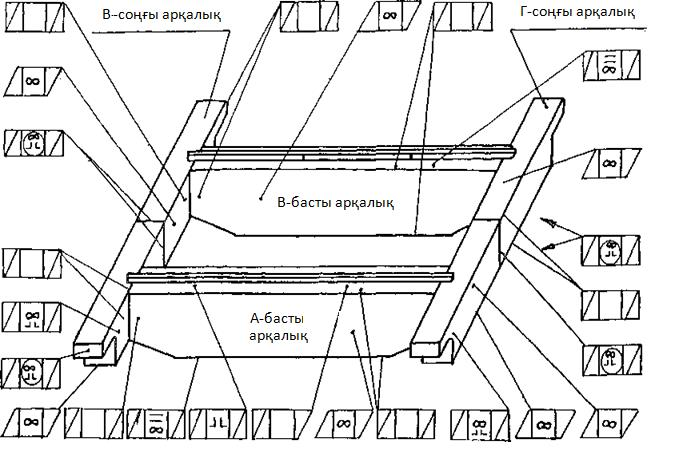 В-соңғы арқалық
Г-соңғы арқалық
В-басты арқалық
А-басты
арқалық